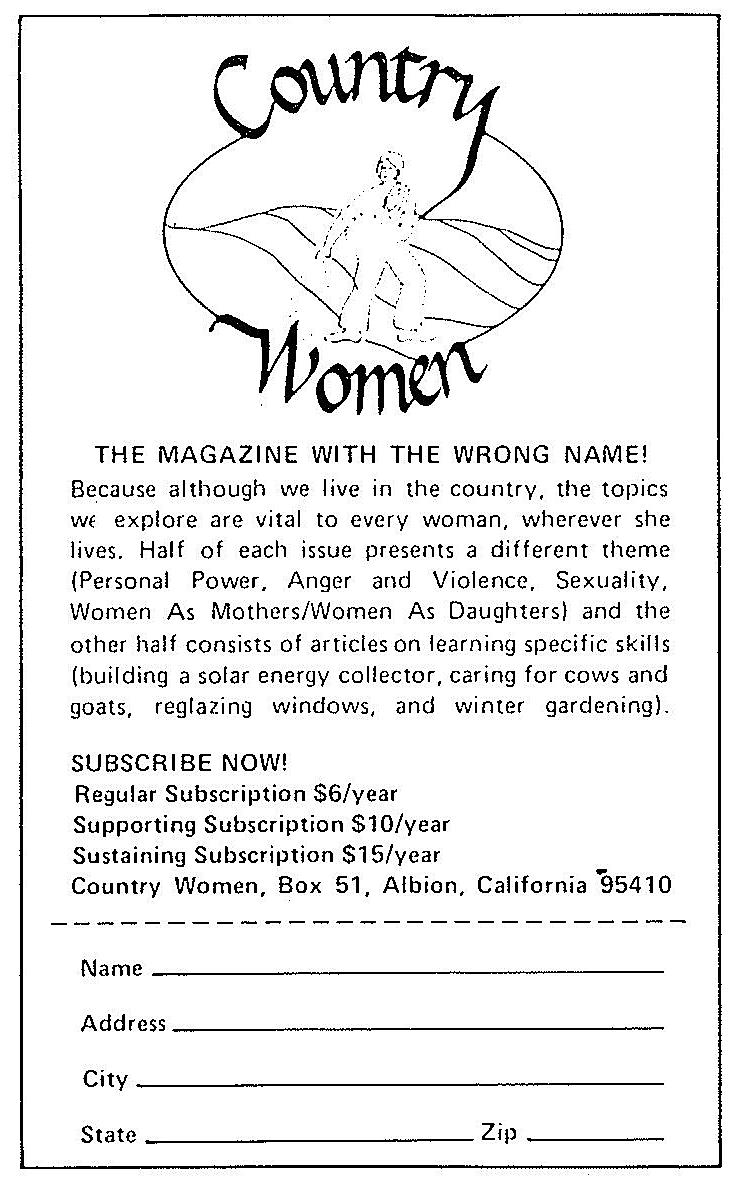 Country
Women
THE MAGAZINE WITH THE WRONG NAME!
Because although we live in the country, the topics
we explore are vital to every woman, wherever she
lives. Half of each issue presents a different theme
(Personal Power, Anger and Violence, Sexuality,
Women As Mothers/Women As Daughters) and the
other half consists of articles on learning specific skills
(building a solar energy collector, caring for cows and
goats, reglazing windows, and winter gardening).
SUBSCRIBE NOW!
Regular Subscription $6/year
Supporting Subscription $10/year
Sustaining Subscription $15/year
Country Women, Box 51, Albion, California 95410
Name
Address
City
State Zip